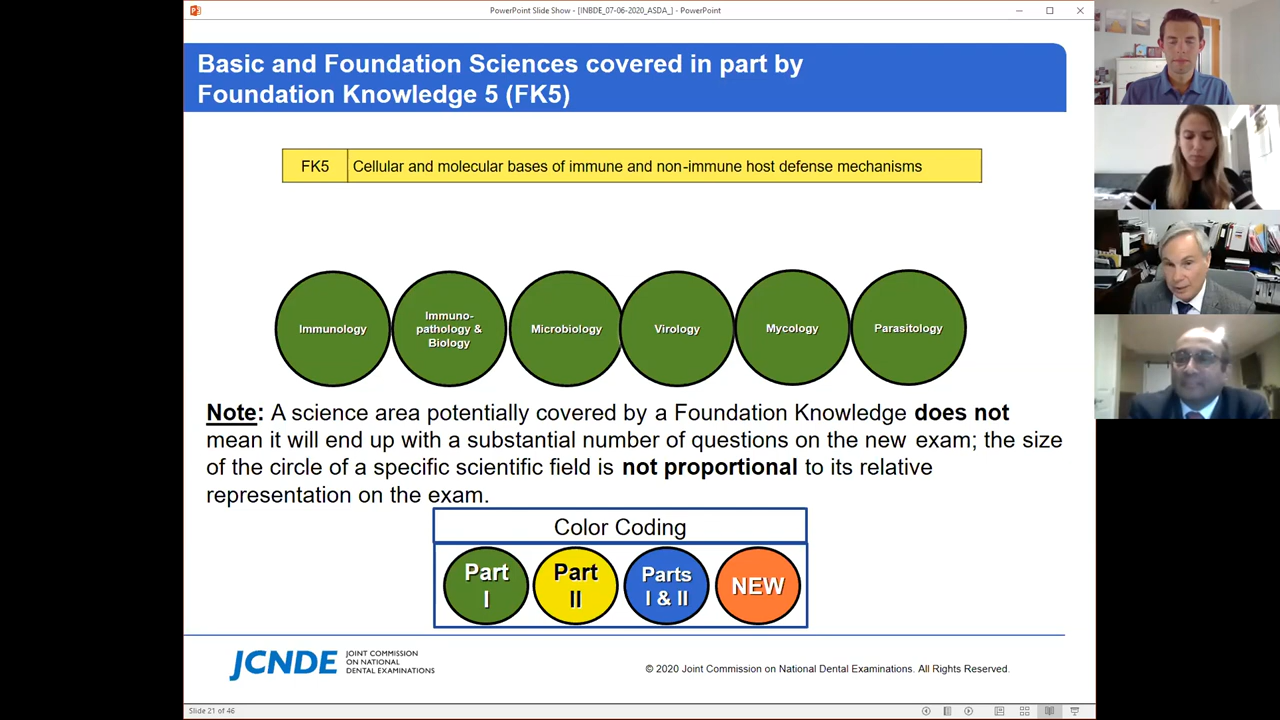 PowerPoint Slide Show - [INBDE_07-06-2020_ASDA_] - PowerPoint
Basic and Foundation Sciences covered in part by
Foundation Knowledge 5 (FK5)
FK5 Cellular and molecular bases of immune and non-immune host defense mechanisms
Immunology
Immuno-
pathology &
Biology
Microbiology
Virology
Mycology
Parasitology
Note: A science area potentially covered by a Foundation Knowledge does not
mean it will end up with a substantial number of questions on the new exam; the size
of the circle of a specific scientific field is not proportional to its relative
representation on the exam.
Color Coding
Part
I
Part
II
Parts
I & II
NEW
JCNDE
JOINT COMMISSION
ON NATIONAL
DENTAL EXAMINATIONS
© 2020 Joint Commission on National Dental Examinations. All Rights Reserved.
Slide 21 of 46